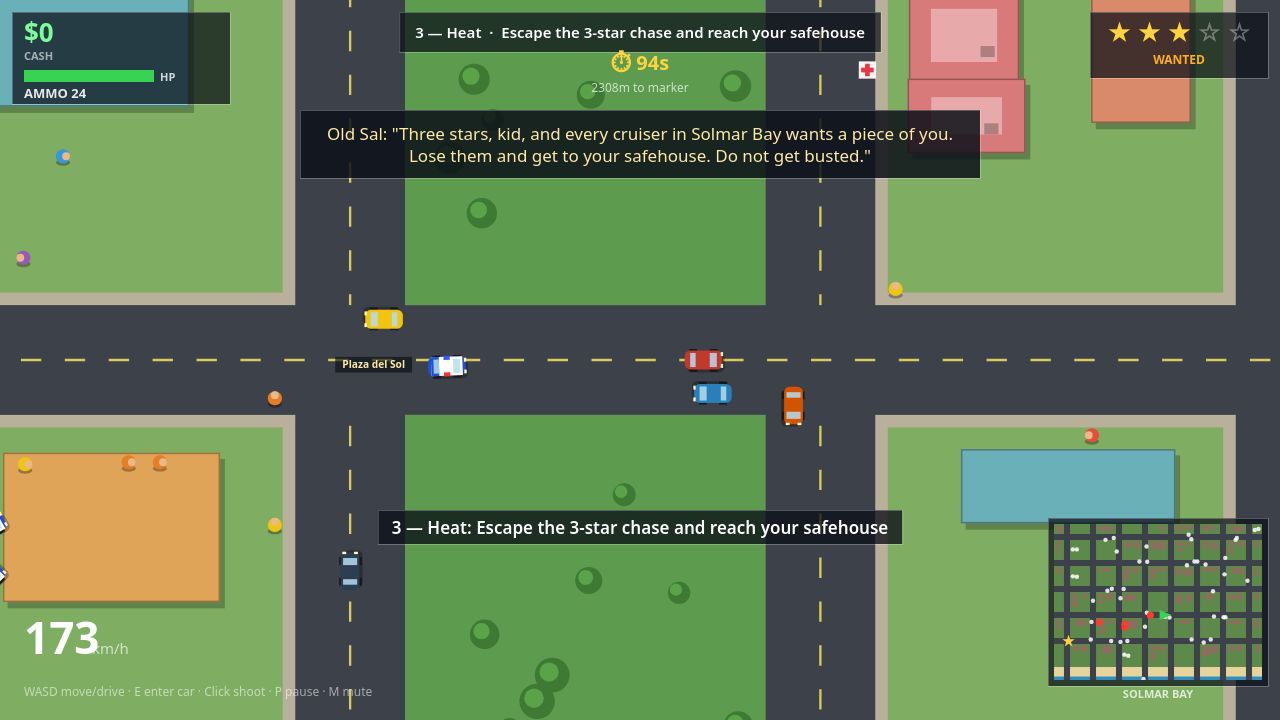 $0
CASH
HP
AMMO 24
3 — Heat · Escape the 3-star chase and reach your safehouse
94s
2308m to marker
WANTED
Old Sal: "Three stars, kid, and every cruiser in Solmar Bay wants a piece of you.
Lose them and get to your safehouse. Do not get busted."
Plaza del Sol
3 — Heat: Escape the 3-star chase and reach your safehouse
173 km/h
WASD move/drive · E enter car · Click shoot · P pause · M mute
SOLMAR BAY